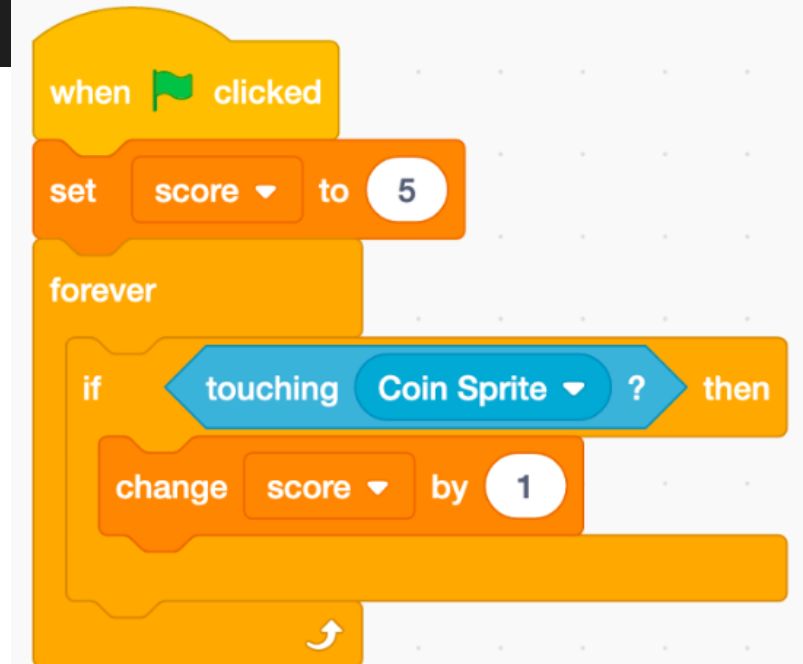 when clicked
set score to 5
forever
if touching Coin Sprite ? then
change score by 1